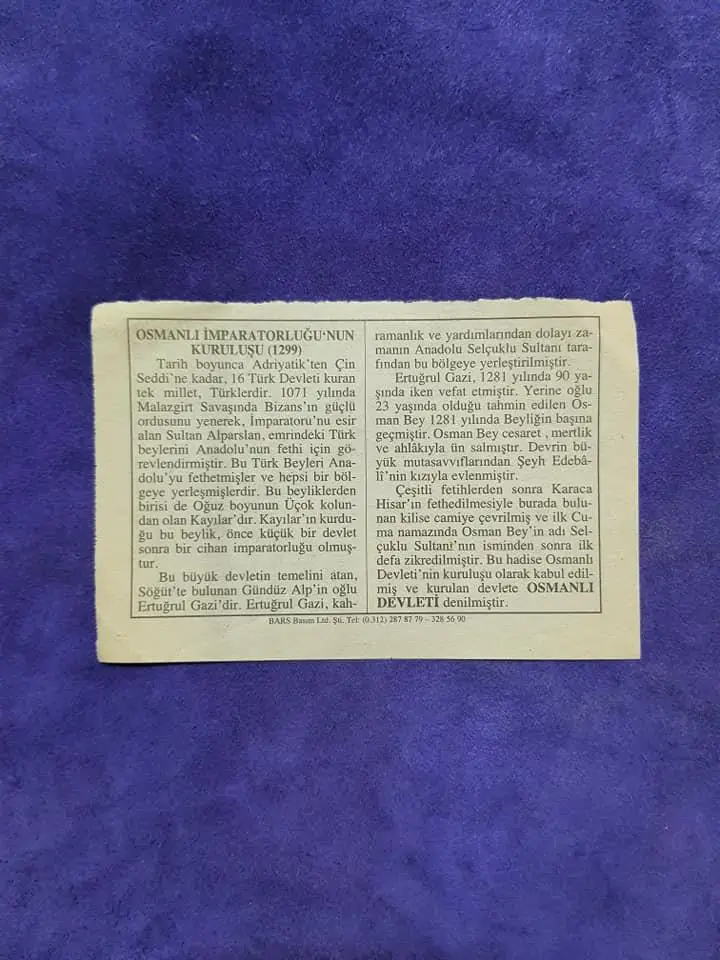 OSMANLI İMPARATORLUĞU'NUN
KURULUŞU (1299)
Tarih boyunca Adriyatik'ten Çin
Seddi'ne kadar, 16 Türk Devleti kuran
tek millet, Türklerdir. 1071 yılında
Malazgirt Savaşında Bizans'ın güçlü
ordusunu yenerek, İmparatoru'nu esir
alan Sultan Alparslan, emrindeki Türk
beylerini Anadolu'nun fethi için gö-
revlendirmiştir. Bu Türk Beyleri Ana-
dolu'yu fethetmişler ve hepsi bir böl-
geye yerleşmişlerdir. Bu beyliklerden
birisi de Oğuz boyunun Üçok kolun-
dan olan Kayılar'dır. Kayılar'ın kurdu-
ğu bu beylik, önce küçük bir devlet
sonra bir cihan imparatorluğu olmuş-
tur.
Bu büyük devletin temelini atan,
Söğüt'te bulunan Gündüz Alp'in oğlu
Ertuğrul Gazi'dir. Ertuğrul Gazi, kah-
ramanlık ve yardımlarından dolayı za-
manın Anadolu Selçuklu Sultanı tara-
fından bu bölgeye yerleştirilmiştir.
Ertuğrul Gazi, 1281 yılında 90 ya-
şında iken vefat etmiştir. Yerine oğlu
23 yaşında olduğu tahmin edilen Os-
man Bey 1281 yılında Beyliğin başına
geçmiştir. Osman Bey cesaret , mertlik
ve ahlâkıyla ün salmıştır. Devrin bü-
yük mutasavvıflarından Şeyh Edebâ-
lî'nin kızıyla evlenmiştir.
Çeşitli fetihlerden sonra Karaca
Hisar'ın fethedilmesiyle burada bulu-
nan kilise camiye çevrilmiş ve ilk Cu-
ma namazında Osman Bey'in adı Sel-
çuklu Sultanı'nın isminden sonra ilk
defa zikredilmiştir. Bu hadise Osmanlı
Devleti'nin kuruluşu olarak kabul edil-
miş ve kurulan devlete OSMANLI
DEVLETİ denilmiştir.
BARS Basım Ltd. Şti. Tel: (0.312) 287 87 79 – 328 56 90